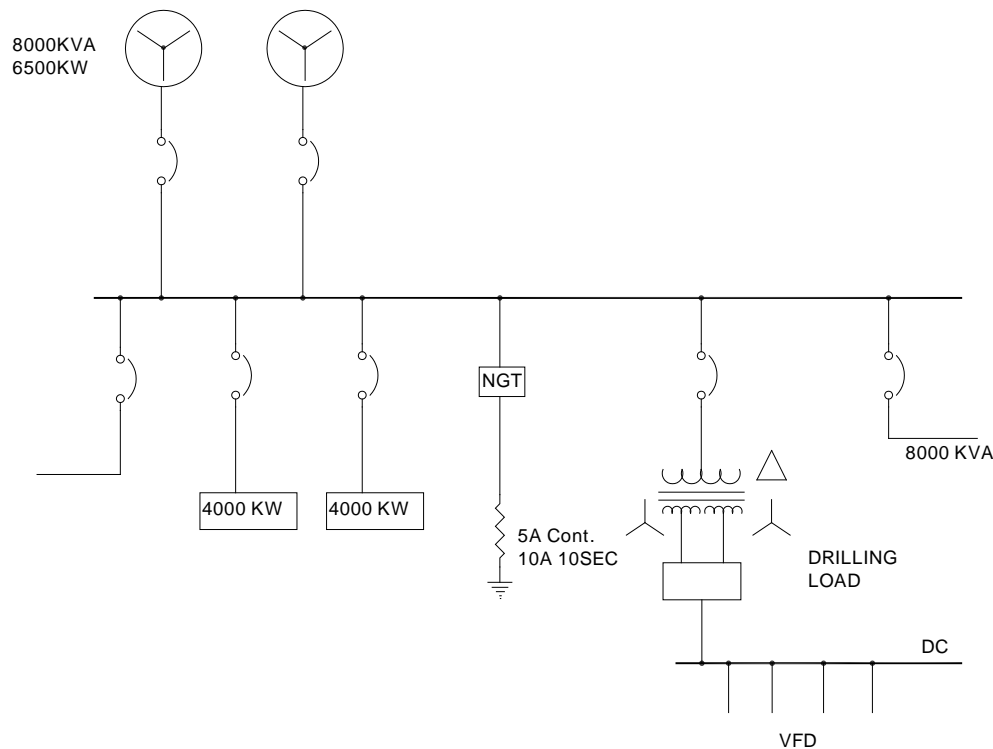 8000KVA
6500KW
NGT
8000 KVA
4000 KW
4000 KW
5A Cont.
10A 10SEC
DRILLING
LOAD
DC
VFD